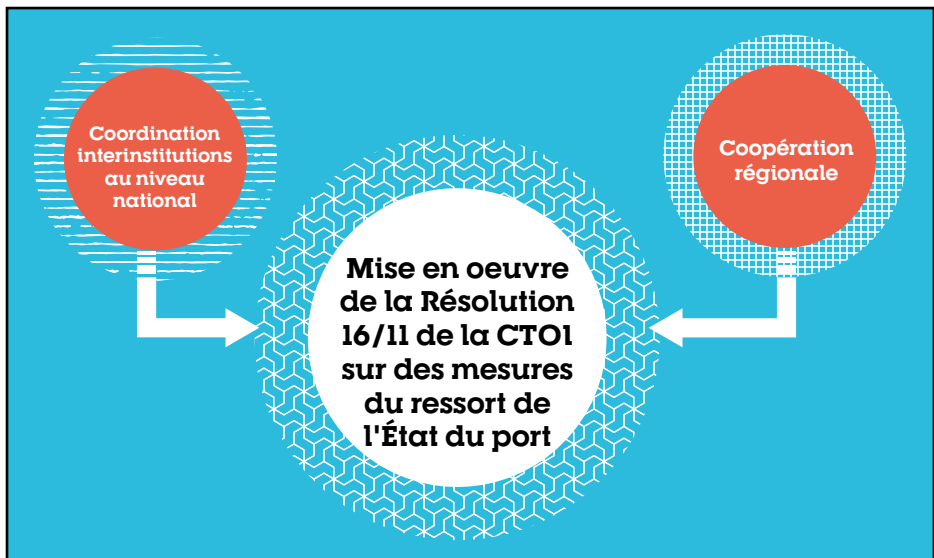 Coordination
interinstitutions
au niveau
national
Coopération
régionale
Mise en oeuvre
de la Résolution
16/11 de la CTOI
sur des mesures
du ressort de
l'État du port